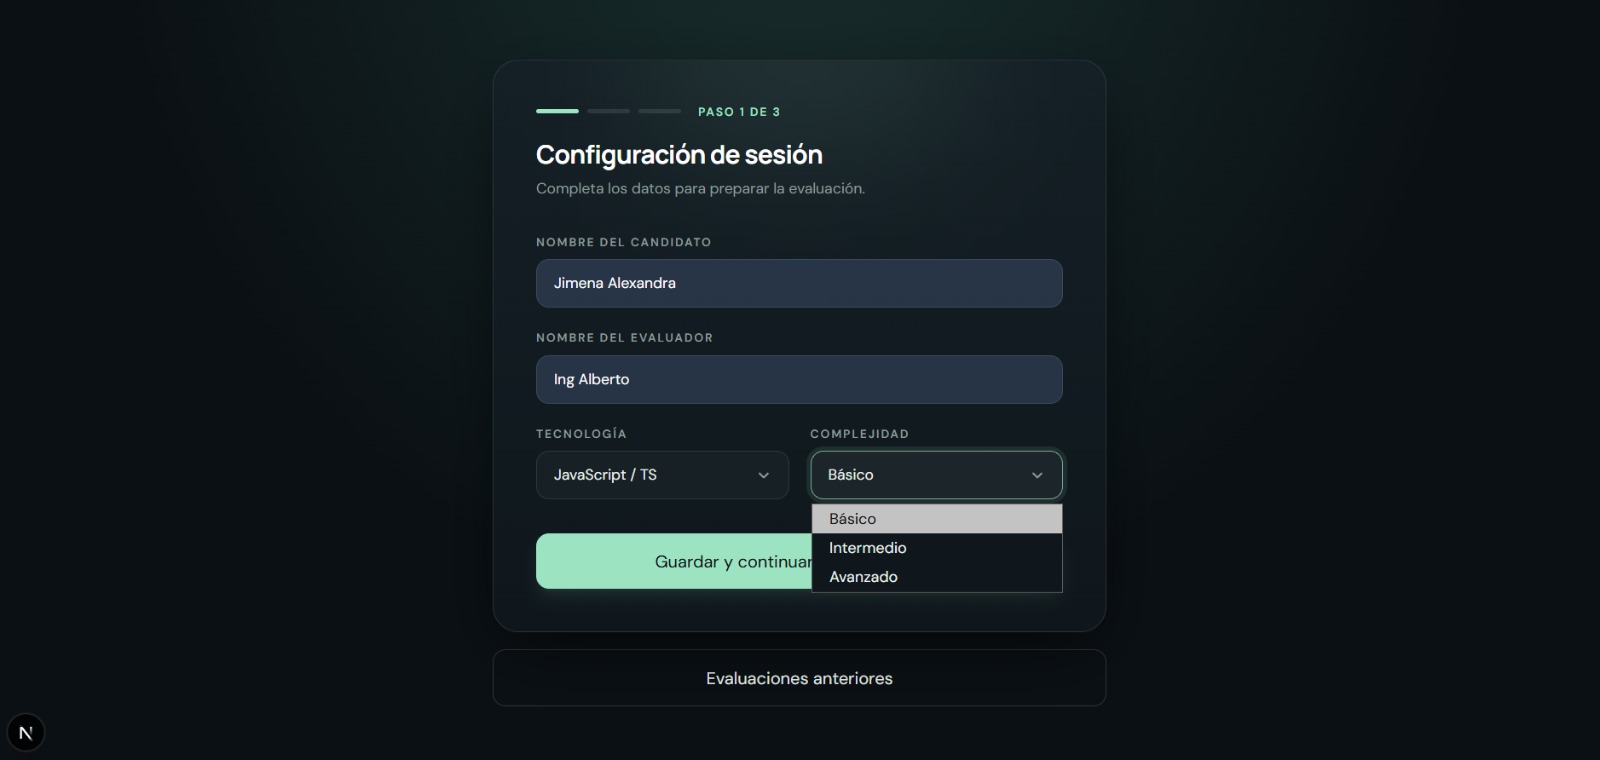 PASO 1 DE 3
Configuración de sesión
Completa los datos para preparar la evaluación.
NOMBRE DEL CANDIDATO
Jimena Alexandra
NOMBRE DEL EVALUADOR
Ing Alberto
TECNOLOGÍA
COMPLEJIDAD
JavaScript / TS
Básico
Básico
Intermedio
Avanzado
Guardar y continuar
Evaluaciones anteriores
N